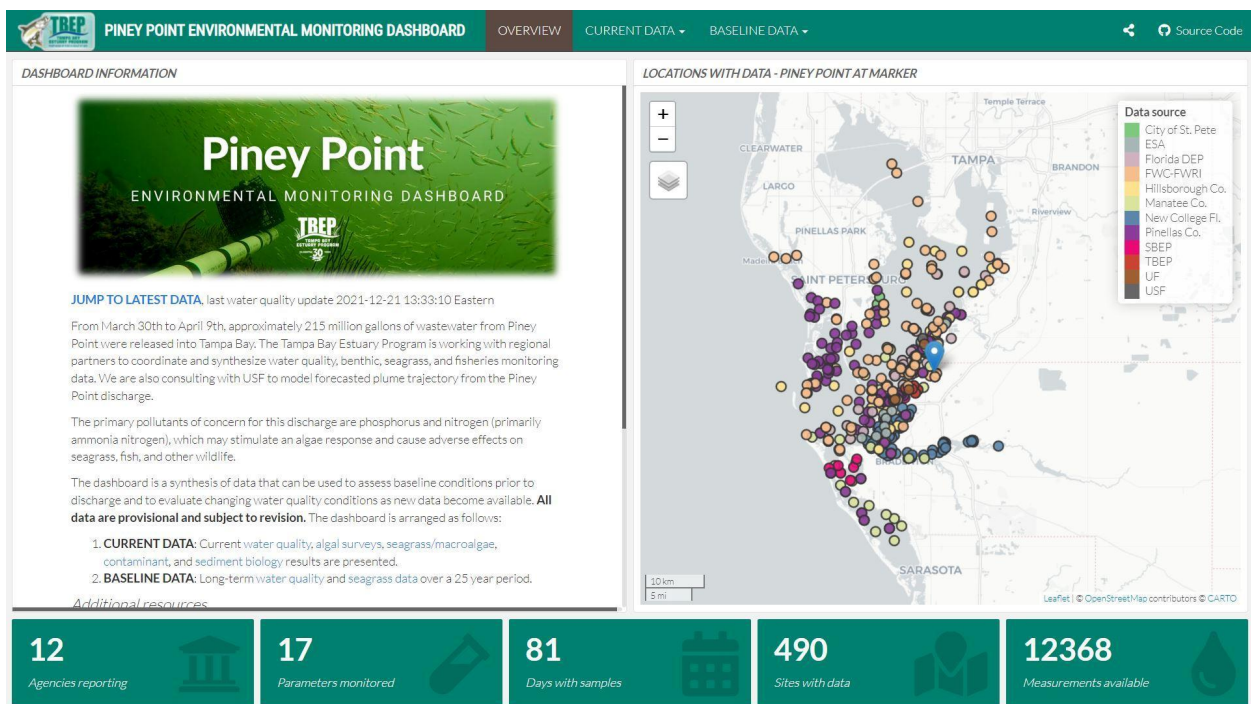 TBEP
TAMPA BAY
ESTUARY PROGRAM
PINEY POINT ENVIRONMENTAL MONITORING DASHBOARD
OVERVIEW
CURRENT DATA
BASELINE DATA
Source Code
DASHBOARD INFORMATION
Piney Point
ENVIRONMENTAL MONITORING DASHBOARD
TBEP
TAMPA BAY
ESTUARY PROGRAM
30
JUMP TO LATEST DATA, last water quality update 2021-12-21 13:33:10 Eastern
From March 30th to April 9th, approximately 215 million gallons of wastewater from Piney
Point were released into Tampa Bay. The Tampa Bay Estuary Program is working with regional
partners to coordinate and synthesize water quality, benthic, seagrass, and fisheries monitoring
data. We are also consulting with USF to model forecasted plume trajectory from the Piney
Point discharge.
The primary pollutants of concern for this discharge are phosphorus and nitrogen (primarily
ammonia nitrogen), which may stimulate an algae response and cause adverse effects on
seagrass, fish, and other wildlife.
The dashboard is a synthesis of data that can be used to assess baseline conditions prior to
discharge and to evaluate changing water quality conditions as new data become available. All
data are provisional and subject to revision. The dashboard is arranged as follows:
1. CURRENT DATA: Current water quality, algal surveys, seagrass/macroalgae,
contaminant, and sediment biology results are presented.
2. BASELINE DATA: Long-term water quality and seagrass data over a 25 year period.
Additional resources
LOCATIONS WITH DATA - PINEY POINT AT MARKER
+
−
Temple Terrace
CLEARWATER
TAMPA
BRANDON
LARGO
Riverview
PINELLAS PARK
SARASOTA
Data source
City of St. Pete
ESA
Florida DEP
FWC-FWRI
Hillsborough Co.
Manatee Co.
New College Fl.
Pinellas Co.
SBEP
TBEP
UF
USF
10 km
5 mi
Leaflet | © OpenStreetMap contributors © CARTO
12
Agencies reporting
17
Parameters monitored
81
Days with samples
490
Sites with data
12368
Measurements available